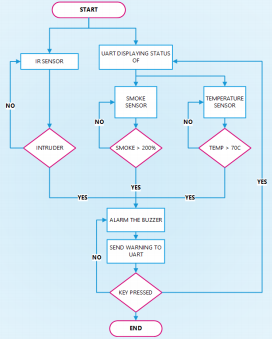 START
IR SENSOR
UART DISPLAYING STATUS
OF
SMOKE
SENSOR
TEMPERATURE
SENSOR
NO
NO
NO
INTRUDER
SMOKE > 200%
TEMP > 70C
YES
YES
YES
YES
ALARM THE BUZZER
SEND WARNING TO
UART
NO
KEY PRESSED
END